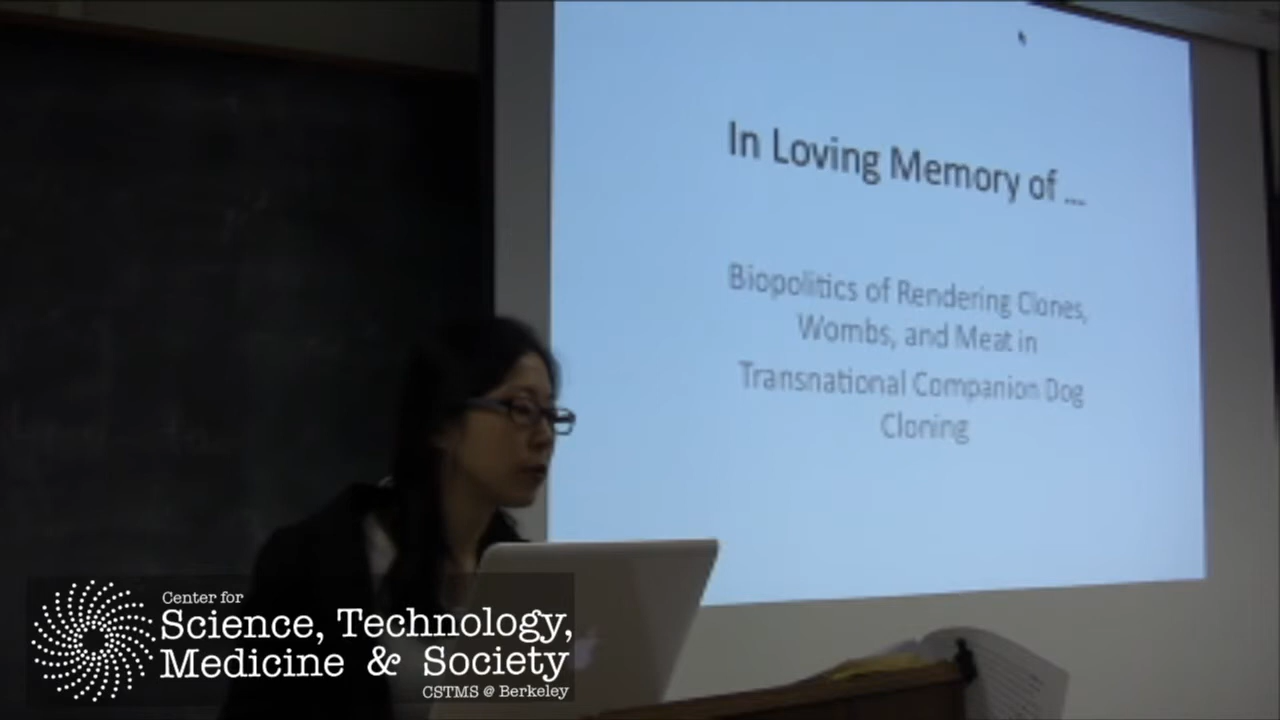 In Loving Memory of ...
Biopolitics of Rendering Clones,
Wombs, and Meat in
Transnational Companion Dog
Cloning
Center for
Science, Technology,
Medicine & Society
CSTMS @ Berkeley